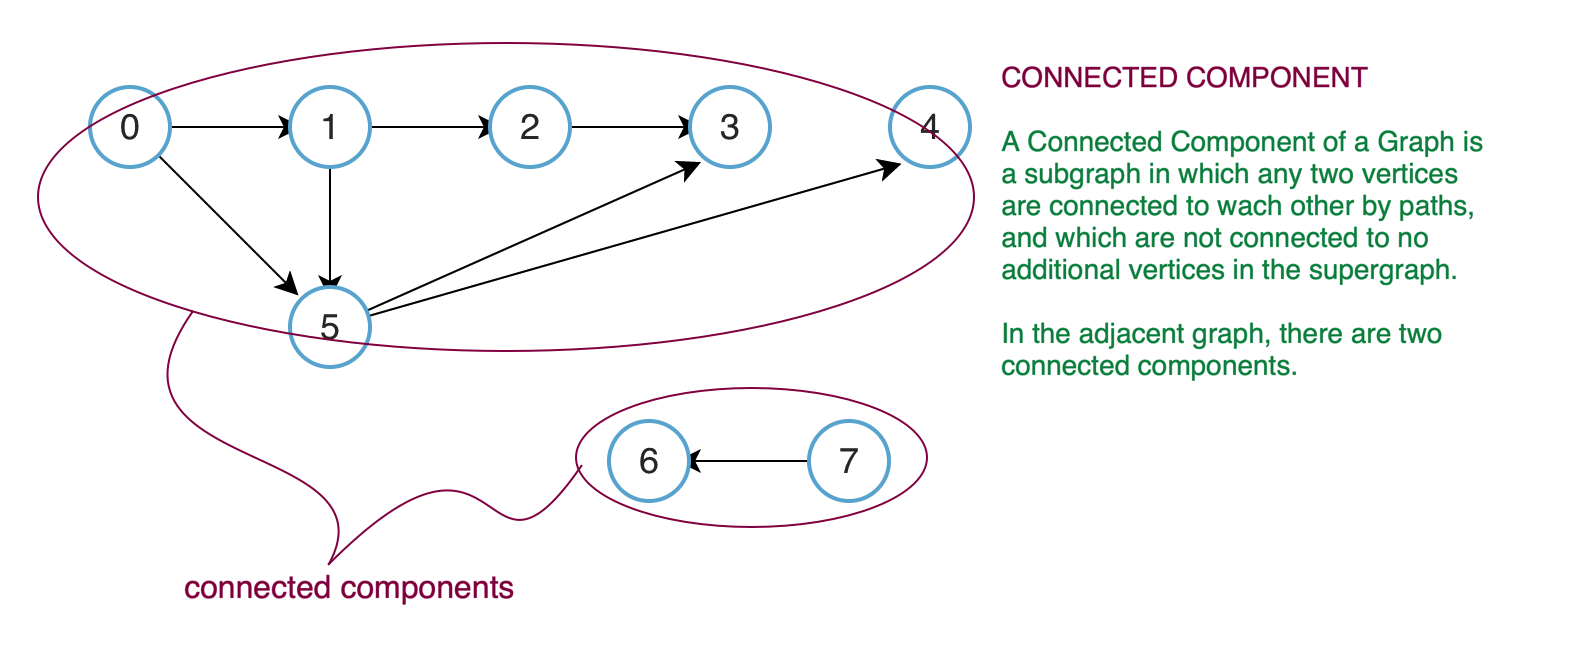 0
1
2
3
4
5
6
7
connected components
CONNECTED COMPONENT
A Connected Component of a Graph is
a subgraph in which any two vertices
are connected to wach other by paths,
and which are not connected to no
additional vertices in the supergraph.
In the adjacent graph, there are two
connected components.